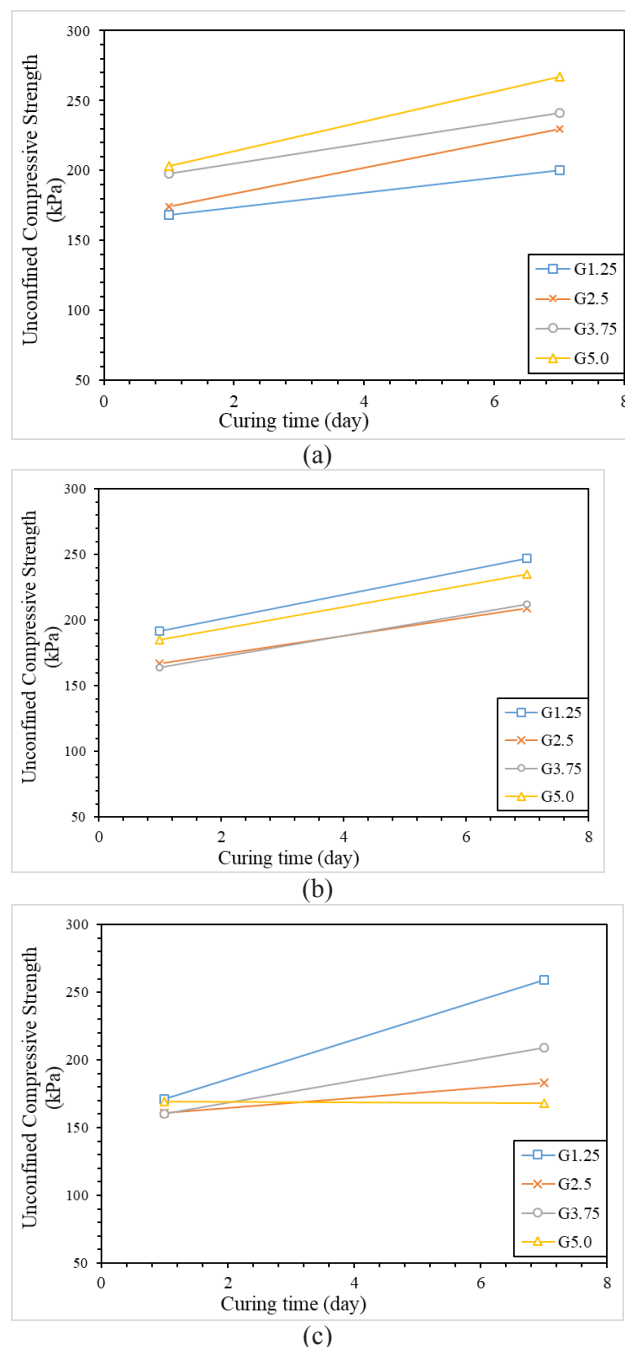 300
250
200
150
100
50
0 2 4 6 8
Unconfined Compressive Strength
(kPa)
Curing time (day)
G1.25
G2.5
G3.75
G5.0
(a)
300
250
200
150
100
50
0 2 4 6 8
Unconfined Compressive Strength
(kPa)
Curing time (day)
G1.25
G2.5
G3.75
G5.0
(b)
300
250
200
150
100
50
0 2 4 6 8
Unconfined Compressive Strength
(kPa)
Curing time (day)
G1.25
G2.5
G3.75
G5.0
(c)